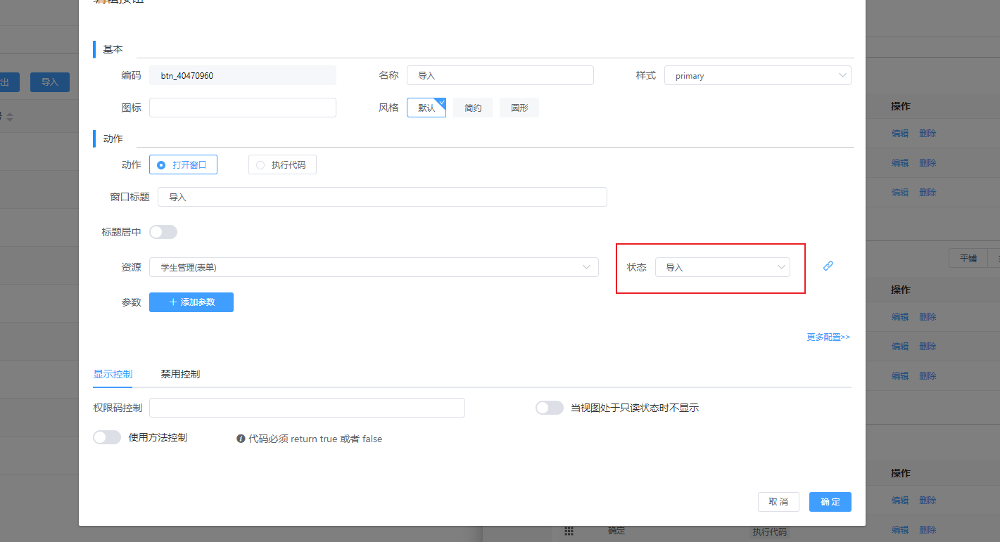 编辑按钮
基本
出
导入
编码
btn_40470960
名称
导入
样式
primary
号
图标
风格
默认
简约
圆形
操作
编辑 删除
动作
动作
打开窗口
执行代码
编辑 删除
窗口标题
导入
编辑 删除
标题居中
资源
学生管理(表单)
状态
导入
平铺
参数
添加参数
操作
编辑 删除
更多配置>>
编辑 删除
显示控制
禁用控制
编辑 删除
权限码控制
当视图处于只读状态时不显示
使用方法控制
代码必须 return true 或者 false
操作
取消
确定
编辑 删除
确定
执行代码
编辑 删除